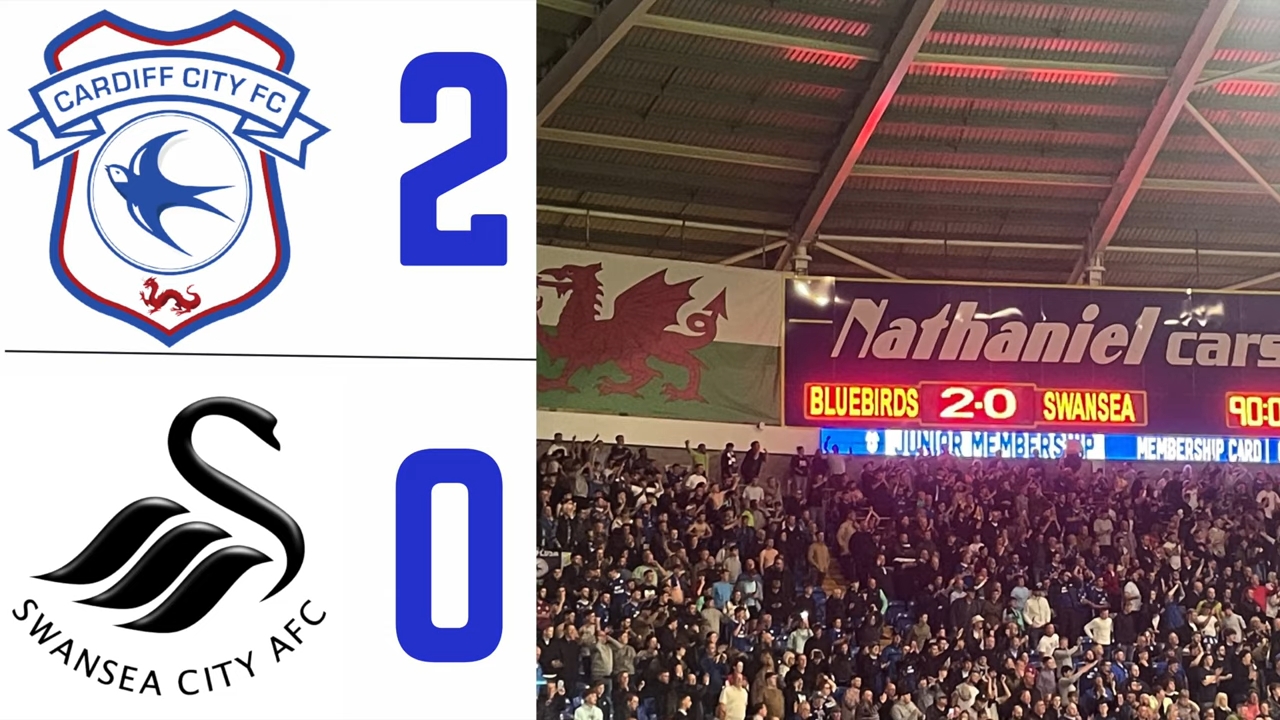 CARDIFF CITY FC
2
SWANSEA CITY AFC
0
Nathaniel cars
BLUEBIRDS 2-0 SWANSEA
JUNIOR MEMBERSHIP MEMBERSHIP CARD